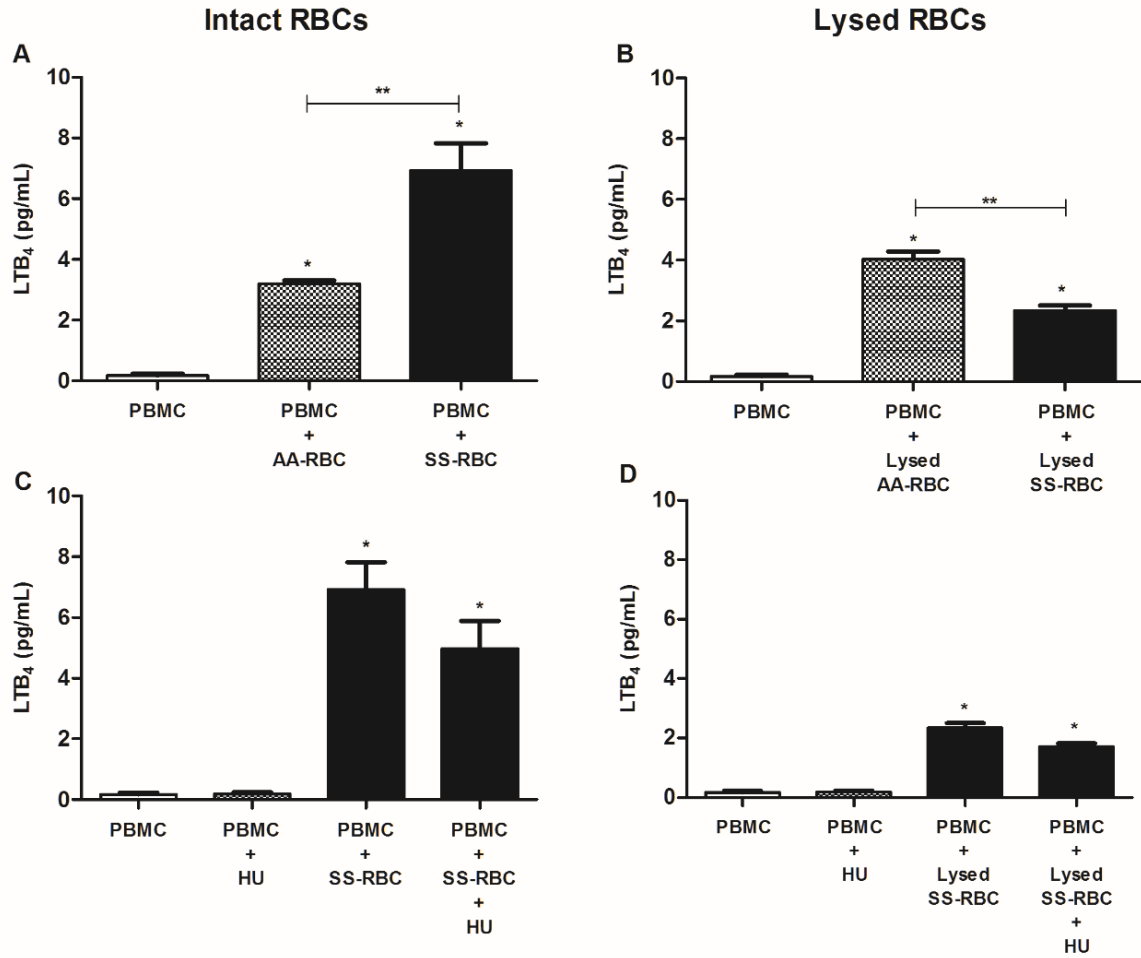 Intact RBCs
Lysed RBCs
A
LTB₄ (pg/mL)
10
8
6
4
2
0
*
**
*
PBMC
PBMC
+
AA-RBC
PBMC
+
SS-RBC
B
LTB₄ (pg/mL)
10
8
6
4
2
0
*
**
*
PBMC
PBMC
+
Lysed
AA-RBC
PBMC
+
Lysed
SS-RBC
C
LTB₄ (pg/mL)
10
8
6
4
2
0
*
*
PBMC
PBMC
+
HU
PBMC
+
SS-RBC
PBMC
+
SS-RBC
+
HU
D
LTB₄ (pg/mL)
10
8
6
4
2
0
*
*
PBMC
PBMC
+
HU
PBMC
+
Lysed
SS-RBC
PBMC
+
Lysed
SS-RBC
+
HU